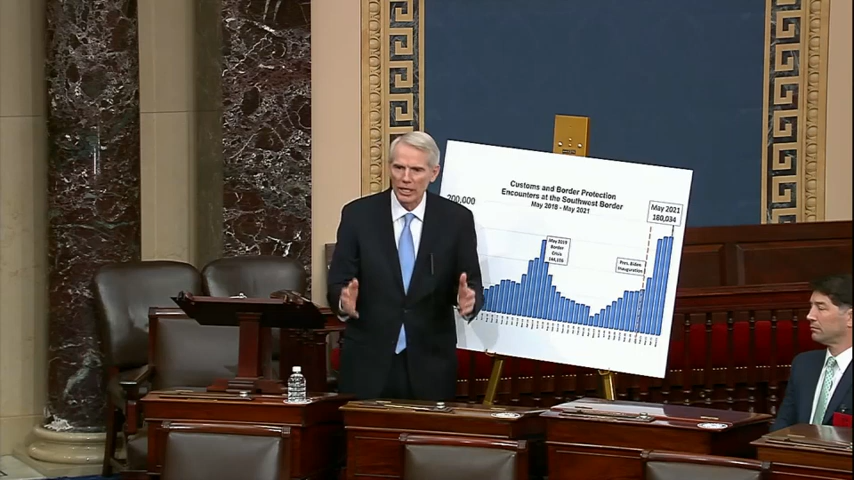 Customs and Border Protection
Encounters at the Southwest Border
May 2018 - May 2021
200,000
May 2021
180,034
May 2019
Border
Crisis
144,116
Pres. Biden
Inauguration